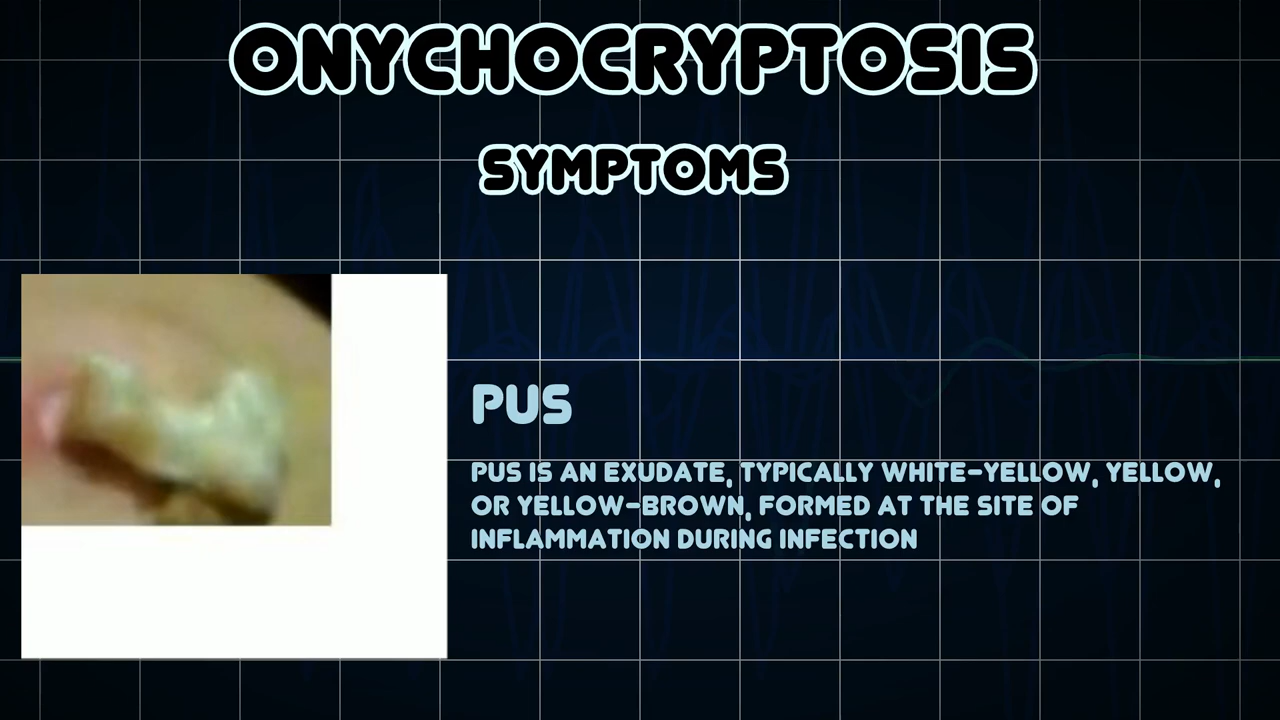 ONYCHOCRYPTOSIS
SYMPTOMS
PUS
PUS IS AN EXUDATE, TYPICALLY WHITE-YELLOW, YELLOW,
OR YELLOW-BROWN, FORMED AT THE SITE OF
INFLAMMATION DURING INFECTION